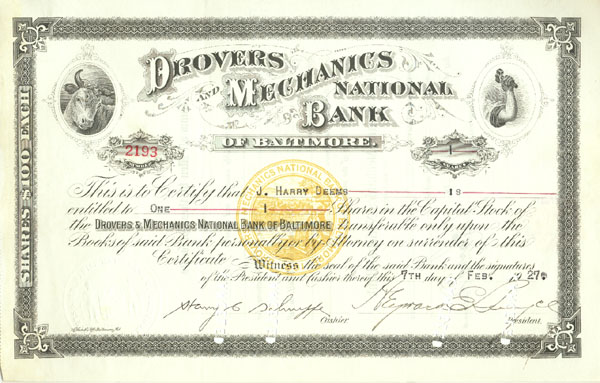 DROVERS
AND MECHANICS
NATIONAL
BANK
OF BALTIMORE.
SHARES $100 EACH
2193
NUMBER
1
SHARES
This is to Certify that J. HARRY DEEMS is
entitled to ONE 1 Shares in the Capital Stock of
the DROVERS & MECHANICS NATIONAL BANK OF BALTIMORE Transferable only upon the
Books of said Bank personally or by Attorney on surrender of this
Certificate Witness the seal of the said Bank and the signatures
of the President and Cashier thereof this 7TH day of FEB. 1927
Cashier
President.